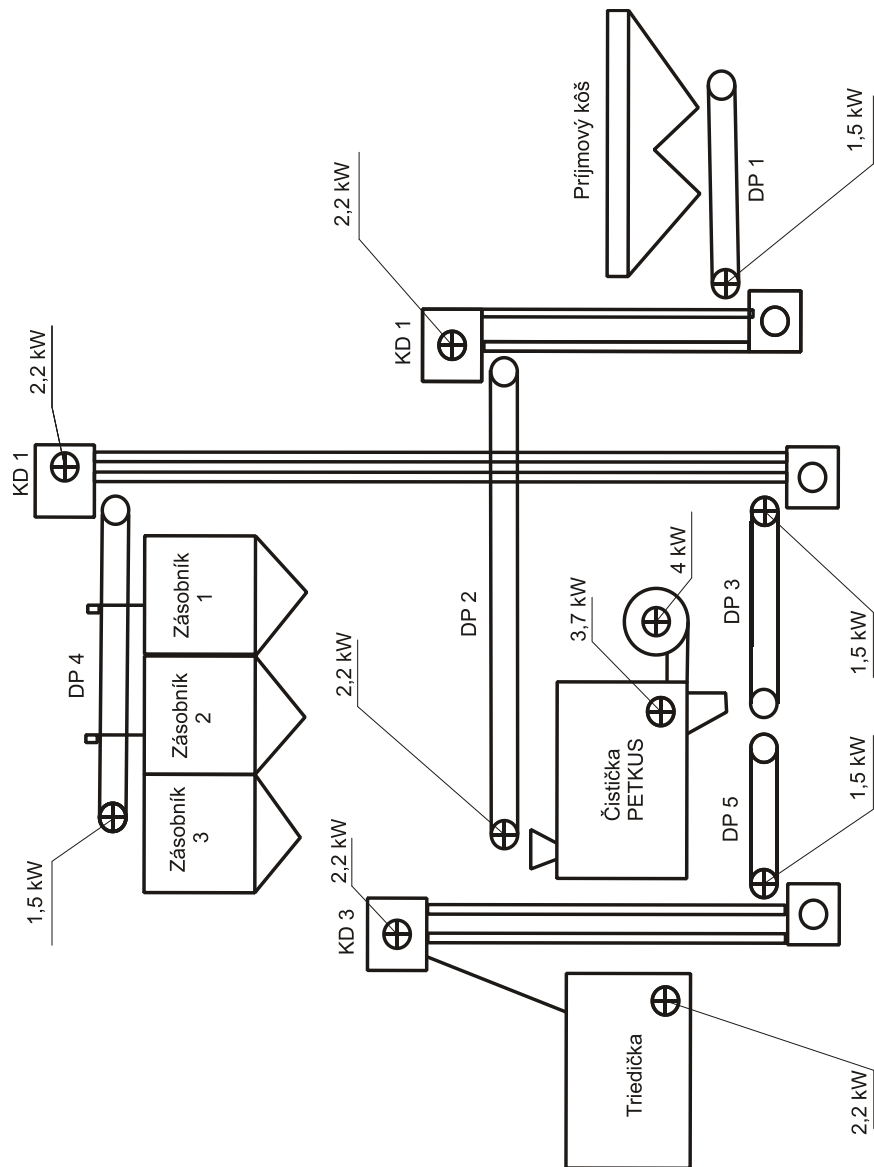 Príjmový kôš
DP 1
1,5 kW
2,2 kW
KD 1
2,2 kW
KD 1
DP 4
Zásobník
1
Zásobník
2
Zásobník
3
1,5 kW
DP 2
2,2 kW
4 kW
3,7 kW
Čistička
PETKUS
DP 3
1,5 kW
DP 5
1,5 kW
2,2 kW
KD 3
Triedička
2,2 kW